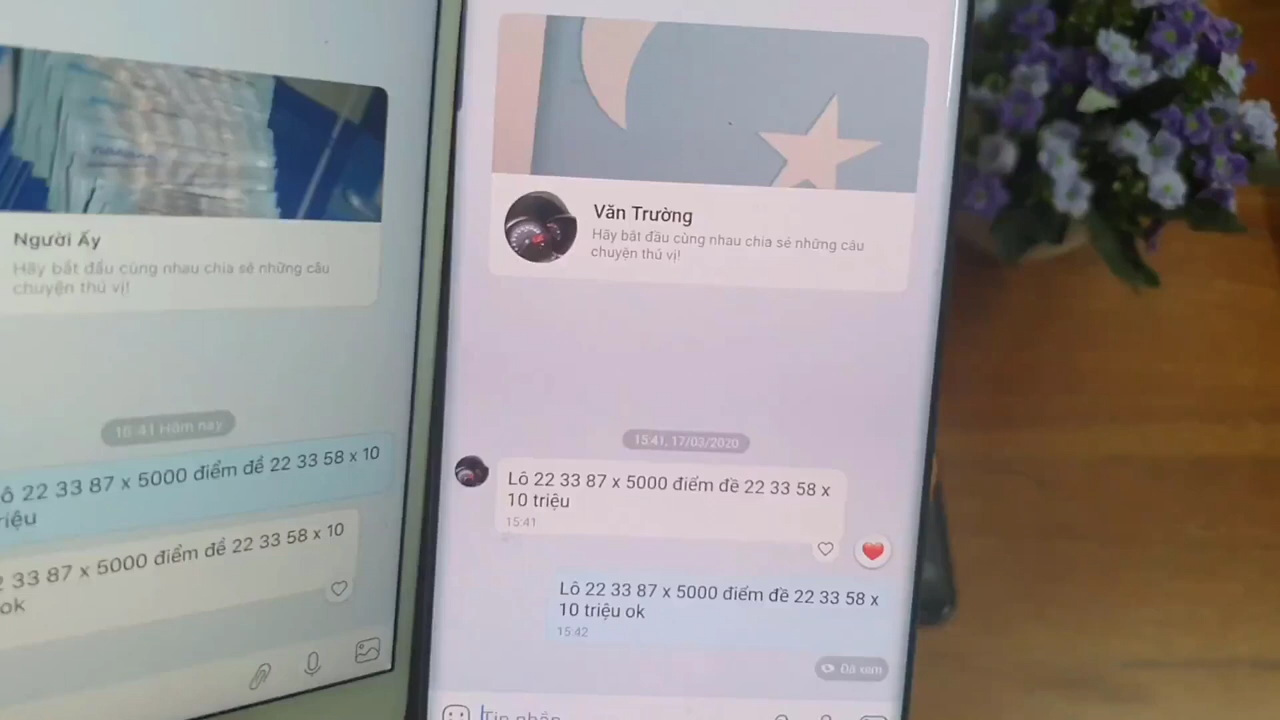 Người Ấy
Hãy bắt đầu cùng nhau chia sẻ những câu
chuyện thú vị!
15:41 Hôm nay
ô 22 33 87 x 5000 điểm đề 22 33 58 x 10
riệu
2 33 87 x 5000 điểm đề 22 33 58 x 10
ok
Văn Trường
Hãy bắt đầu cùng nhau chia sẻ những câu
chuyện thú vị!
15:41, 17/03/2020
Lô 22 33 87 x 5000 điểm đề 22 33 58 x
10 triệu
15:41
Lô 22 33 87 x 5000 điểm đề 22 33 58 x
10 triệu ok
15:42
Đã xem
Tin nhắn